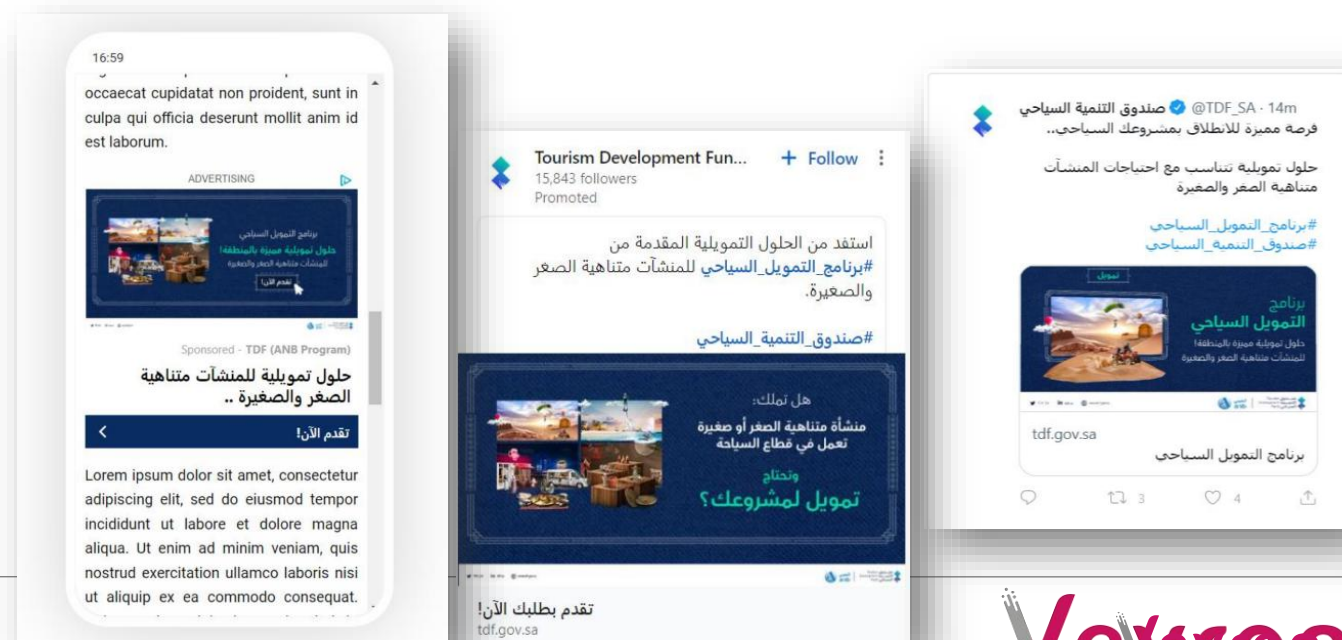 16:59
occaecat cupidatat non proident, sunt in
culpa qui officia deserunt mollit anim id
est laborum.
ADVERTISING
برنامج التمويل السياحي
حلول تمويلية مميزة بالمنطقة!
للمنشآت متناهية الصغر والصغيرة
تقدم الآن!
Sponsored - TDF (ANB Program)
حلول تمويلية للمنشآت متناهية
الصغر والصغيرة ..
تقدم الآن!
Lorem ipsum dolor sit amet, consectetur
adipiscing elit, sed do eiusmod tempor
incididunt ut labore et dolore magna
aliqua. Ut enim ad minim veniam, quis
nostrud exercitation ullamco laboris nisi
ut aliquip ex ea commodo consequat.
Tourism Development Fun... + Follow
15,843 followers
Promoted
استفد من الحلول التمويلية المقدمة من
#برنامج_التمويل_السياحي للمنشآت متناهية الصغر
والصغيرة.
#صندوق_التنمية_السياحي
هل تملك:
منشأة متناهية الصغر أو صغيرة
تعمل في قطاع السياحة
وتحتاج
تمويل لمشروعك؟
تقدم بطلبك الآن!
tdf.gov.sa
صندوق التنمية السياحي @TDF_SA · 14m
فرصة مميزة للانطلاق بمشروعك السياحي..
حلول تمويلية تتناسب مع احتياجات المنشآت
متناهية الصغر والصغيرة
#برنامج_التمويل_السياحي
#صندوق_التنمية_السياحي
تمويل
برنامج
التمويل السياحي
حلول تمويلية مميزة بالمنطقة!
للمنشآت متناهية الصغر والصغيرة
tdf.gov.sa
برنامج التمويل السياحي
3
4